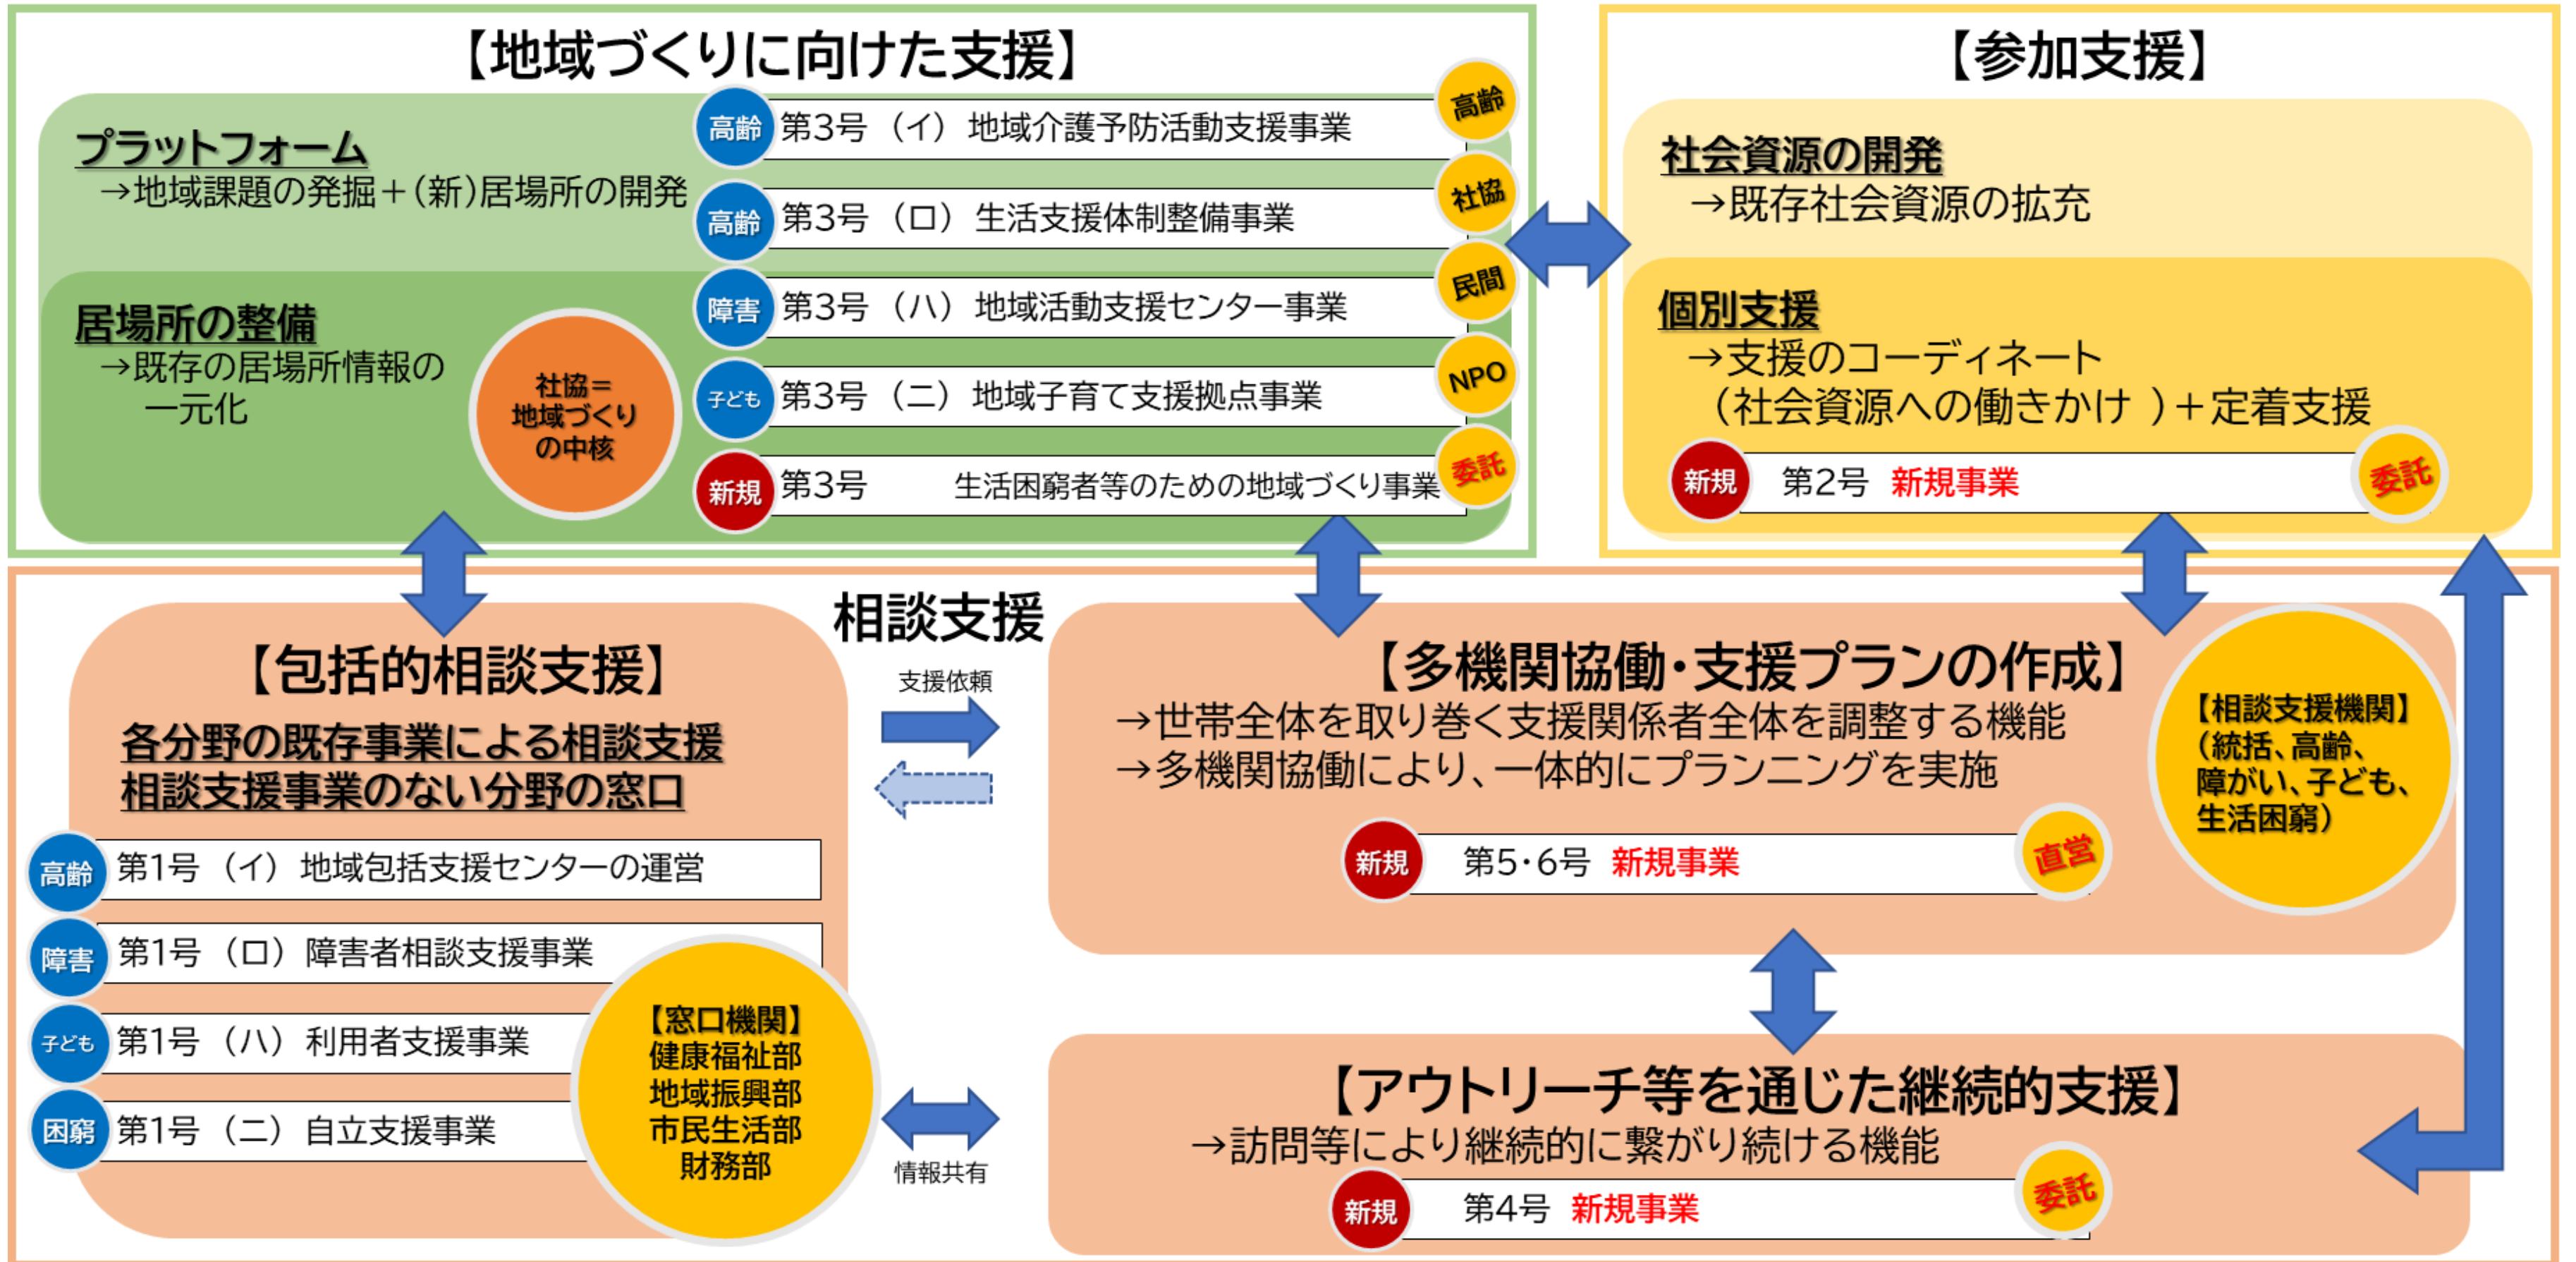 【地域づくりに向けた支援】
プラットフォーム
→地域課題の発掘＋（新）居場所の開発
居場所の整備
→既存の居場所情報の
一元化
社協＝
地域づくり
の中核
高齢 第3号 （イ） 地域介護予防活動支援事業 高齢
高齢 第3号 （ロ） 生活支援体制整備事業 社協
障害 第3号 （ハ） 地域活動支援センター事業 民間
子ども 第3号 （ニ） 地域子育て支援拠点事業 NPO
新規 第3号 生活困窮者等のための地域づくり事業 委託
【参加支援】
社会資源の開発
→既存社会資源の拡充
個別支援
→支援のコーディネート
（社会資源への働きかけ ）＋定着支援
新規 第2号 新規事業 委託
相談支援
【包括的相談支援】
各分野の既存事業による相談支援
相談支援事業のない分野の窓口
高齢 第1号 （イ） 地域包括支援センターの運営
障害 第1号 （ロ） 障害者相談支援事業
子ども 第1号 （ハ） 利用者支援事業
困窮 第1号 （ニ） 自立支援事業
【窓口機関】
健康福祉部
地域振興部
市民生活部
財務部
支援依頼
情報共有
【多機関協働・支援プランの作成】
→世帯全体を取り巻く支援関係者全体を調整する機能
→多機関協働により、一体的にプランニングを実施
新規 第5・6号 新規事業 直営
【相談支援機関】
（統括、高齢、
障がい、子ども、
生活困窮）
【アウトリーチ等を通じた継続的支援】
→訪問等により継続的に繋がり続ける機能
新規 第4号 新規事業 委託